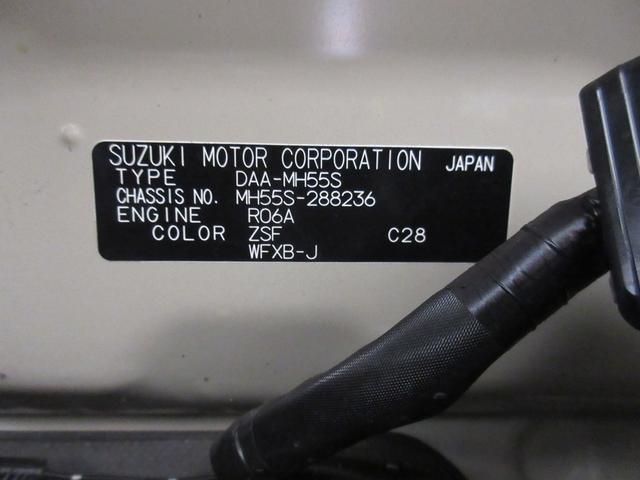 SUZUKI MOTOR CORPORATION JAPAN
TYPE DAA-MH55S
CHASSIS NO. MH55S-288236
ENGINE R06A
COLOR ZSF C28
WFXB-J